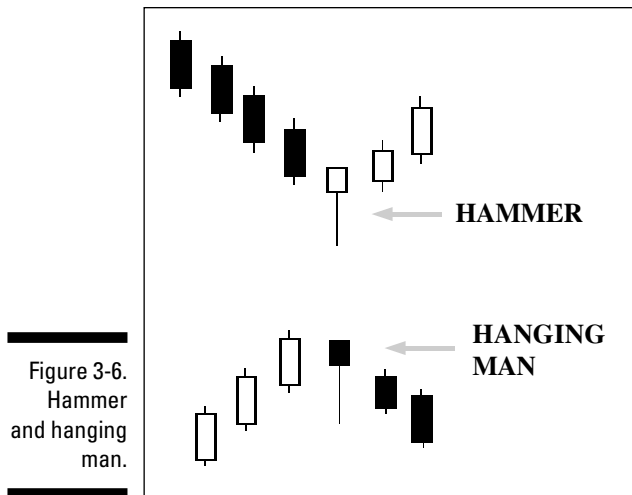 HAMMER
HANGING
MAN
Figure 3-6.
Hammer
and hanging
man.